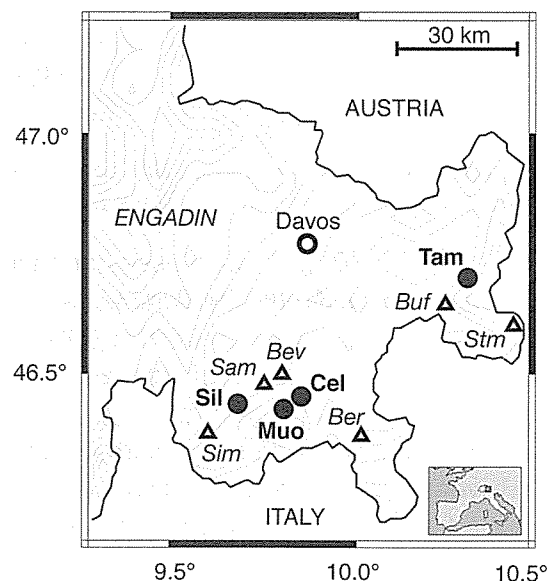 30 km
AUSTRIA
47.0°
ENGADIN
Davos
Tam
Buf
Stm
46.5°
Bev
Sam
Cel
Sil
Ber
Muo
Sim
ITALY
9.5°
10.0°
10.5°